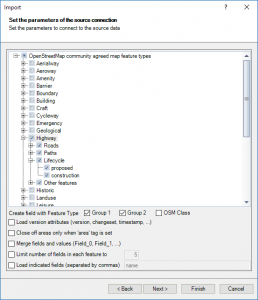 Import
Set the parameters of the source connection
Set the parameters to connect to the source data
OpenStreetMap community agreed map feature types
Aerialway
Aeroway
Amenity
Barrier
Boundary
Building
Craft
Cycleway
Emergency
Geological
Highway
Roads
Paths
Lifecycle
proposed
construction
Other features
Historic
Landuse
Leisure
Create field with Feature Type Group 1 Group 2 OSM Class
Load version attributes (version, changeset, timestamp, ...)
Close off areas only when 'area' tag is set
Merge fields and values (Field_0, Field_1, ...)
Limit number of fields in each feature to 5
Load indicated fields (separated by commas) name
< Back Next > Finish Cancel